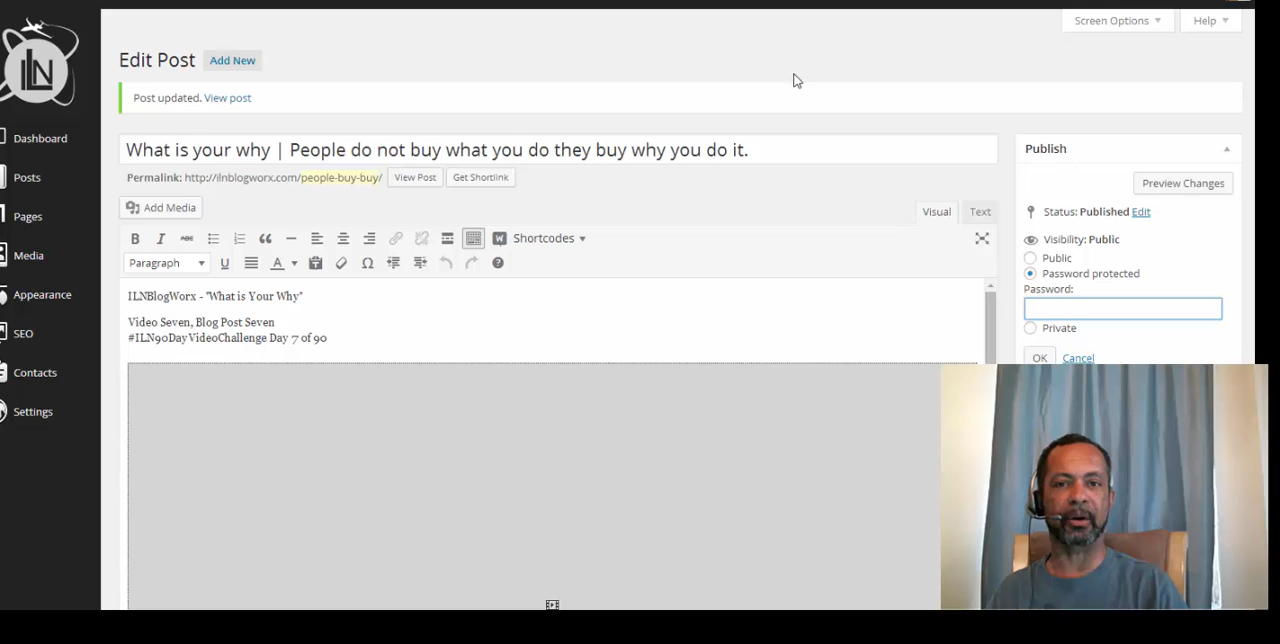 Screen Options Help
ILN
Edit Post Add New
Post updated. View post
Dashboard
Posts
Pages
Media
Appearance
SEO
Contacts
Settings
What is your why | People do not buy what you do they buy why you do it.
Permalink: http://ilnblogworx.com/people-buy-buy/ View Post Get Shortlink
Add Media
Visual Text
B I ABC Shortcodes
Paragraph U A
ILNBlogWorx - "What is Your Why"
Video Seven, Blog Post Seven
#ILN90DayVideoChallenge Day 7 of 90
Publish
Preview Changes
Status: Published Edit
Visibility: Public
Public
Password protected
Password:
Private
OK Cancel